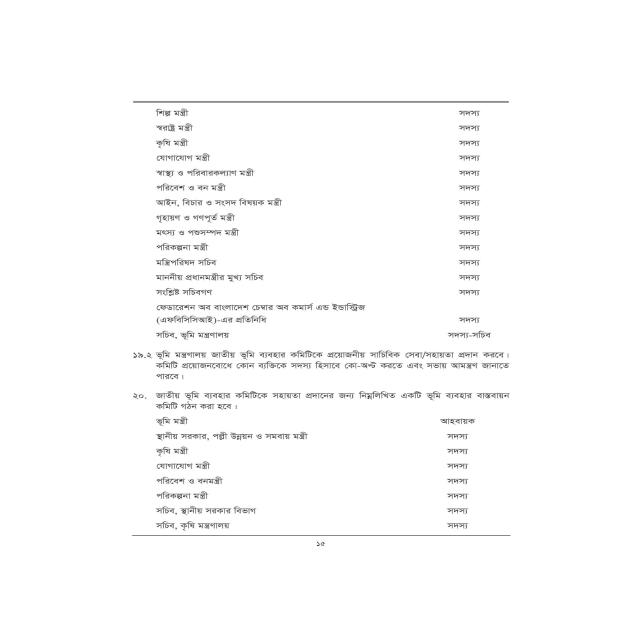 শিল্প মন্ত্রী সদস্য
স্বরাষ্ট্র মন্ত্রী সদস্য
কৃষি মন্ত্রী সদস্য
যোগাযোগ মন্ত্রী সদস্য
স্বাস্থ্য ও পরিবারকল্যাণ মন্ত্রী সদস্য
পরিবেশ ও বন মন্ত্রী সদস্য
আইন, বিচার ও সংসদ বিষয়ক মন্ত্রী সদস্য
গৃহায়ণ ও গণপূর্ত মন্ত্রী সদস্য
মৎস্য ও পশুসম্পদ মন্ত্রী সদস্য
পরিকল্পনা মন্ত্রী সদস্য
মন্ত্রিপরিষদ সচিব সদস্য
মাননীয় প্রধানমন্ত্রীর মুখ্য সচিব সদস্য
সংশ্লিষ্ট সচিবগণ সদস্য
ফেডারেশন অব বাংলাদেশ চেম্বার অব কমার্স এন্ড ইন্ডাস্ট্রিজ
(এফবিসিসিআই)-এর প্রতিনিধি সদস্য
সচিব, ভূমি মন্ত্রণালয় সদস্য-সচিব
১৯.২ ভূমি মন্ত্রণালয় জাতীয় ভূমি ব্যবহার কমিটিকে প্রয়োজনীয় সাচিবিক সেবা/সহায়তা প্রদান করবে।
কমিটি প্রয়োজনবোধে কোন ব্যক্তিকে সদস্য হিসাবে কো-অপ্ট করতে এবং সভায় আমন্ত্রণ জানাতে
পারবে।
২০. জাতীয় ভূমি ব্যবহার কমিটিকে সহায়তা প্রদানের জন্য নিম্নলিখিত একটি ভূমি ব্যবহার বাস্তবায়ন
কমিটি গঠন করা হবে।
ভূমি মন্ত্রী আহবায়ক
স্থানীয় সরকার, পল্লী উন্নয়ন ও সমবায় মন্ত্রী সদস্য
কৃষি মন্ত্রী সদস্য
যোগাযোগ মন্ত্রী সদস্য
পরিবেশ ও বনমন্ত্রী সদস্য
পরিকল্পনা মন্ত্রী সদস্য
সচিব, স্থানীয় সরকার বিভাগ সদস্য
সচিব, কৃষি মন্ত্রণালয় সদস্য
১৫